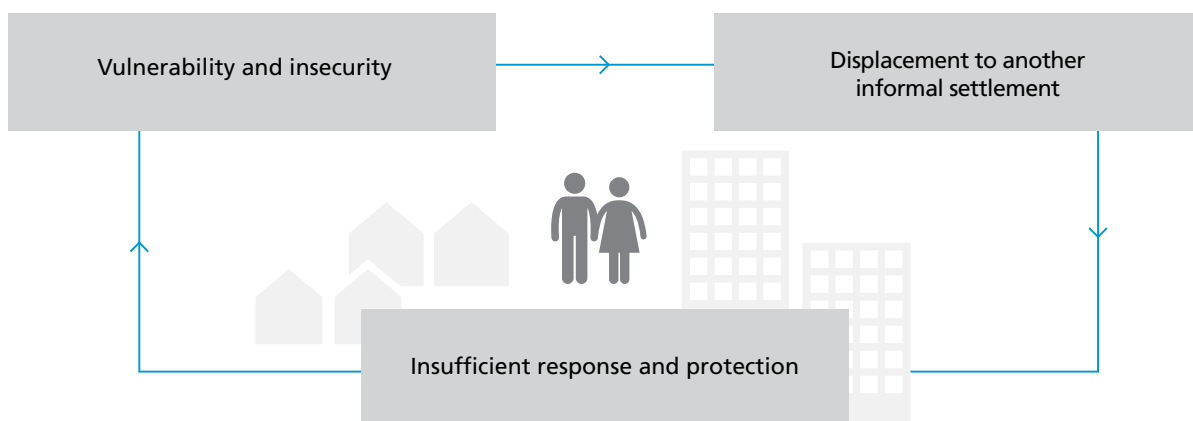 Vulnerability and insecurity
Displacement to another
informal settlement
Insufficient response and protection